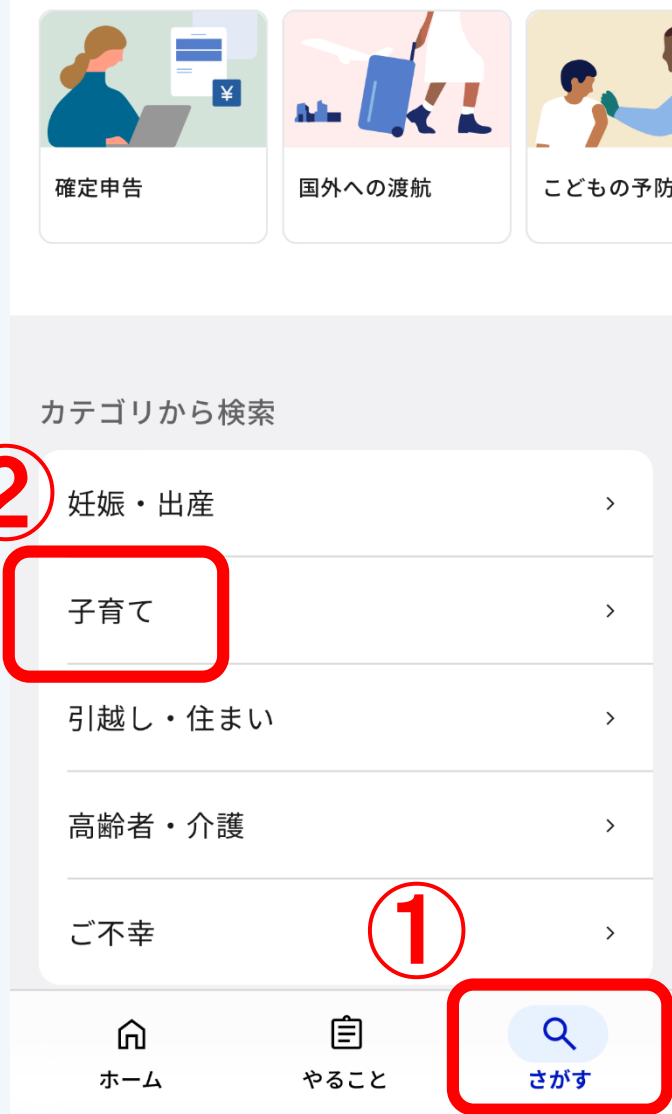 ¥
確定申告
国外への渡航
こどもの予防
カテゴリから検索
②
妊娠・出産
子育て
引越し・住まい
高齢者・介護
ご不幸
①
ホーム
やること
さがす